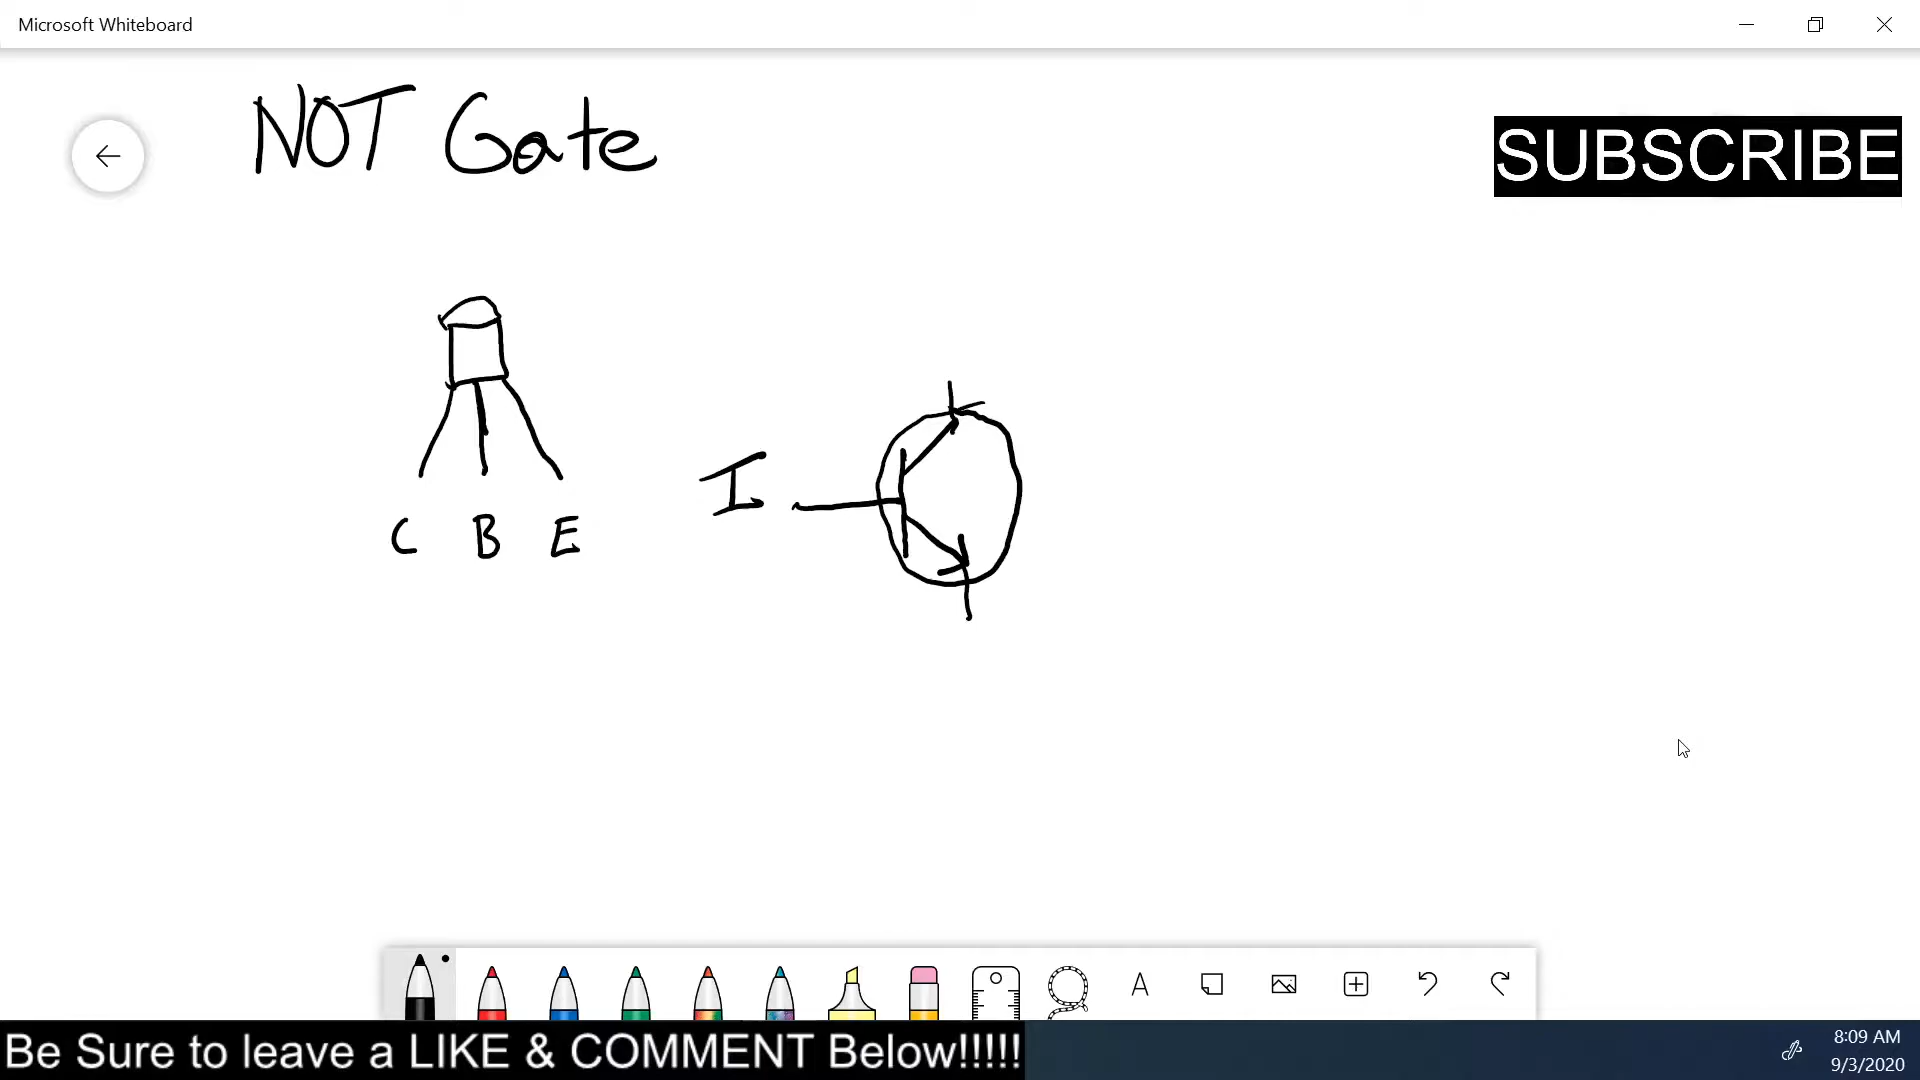 Microsoft Whiteboard
NOT Gate
SUBSCRIBE
I
C B E
Be Sure to leave a LIKE & COMMENT Below!!!!!
8:09 AM
9/3/2020